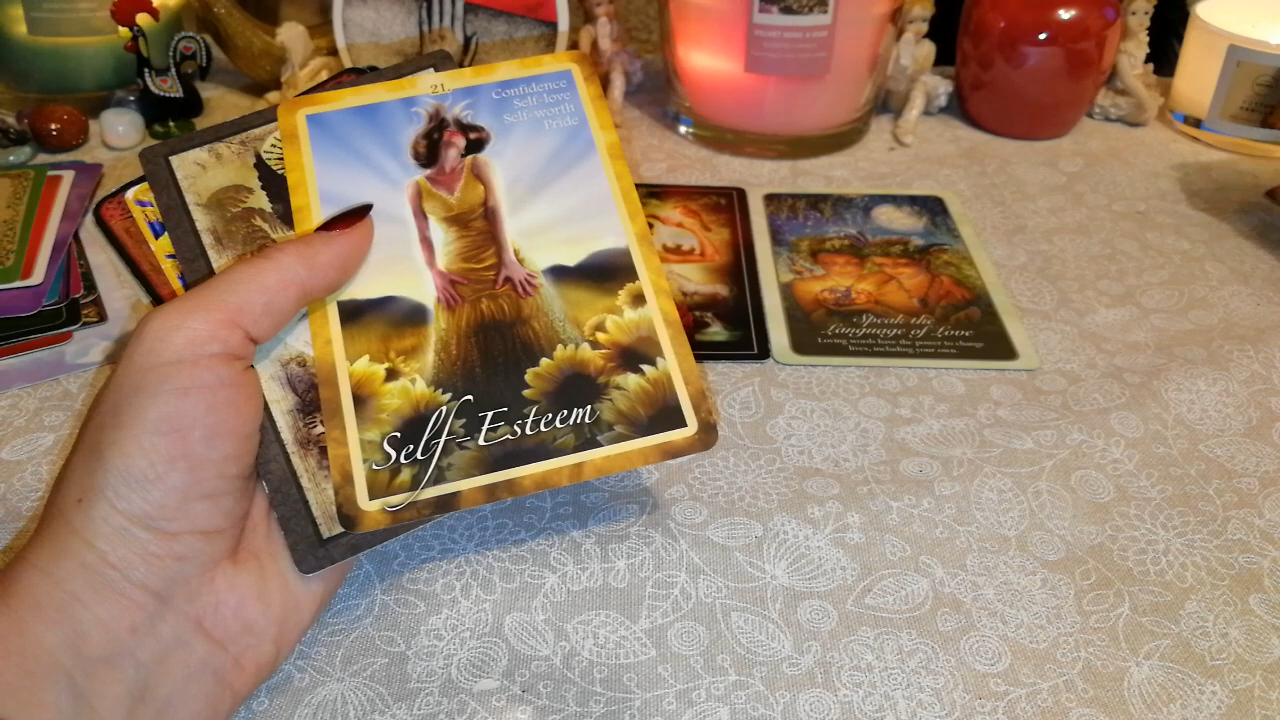 21.
Confidence
Self-love
Self-worth
Pride
Self-Esteem
Speak the
Language of Love
Loving words have the power to change
lives, including your own.